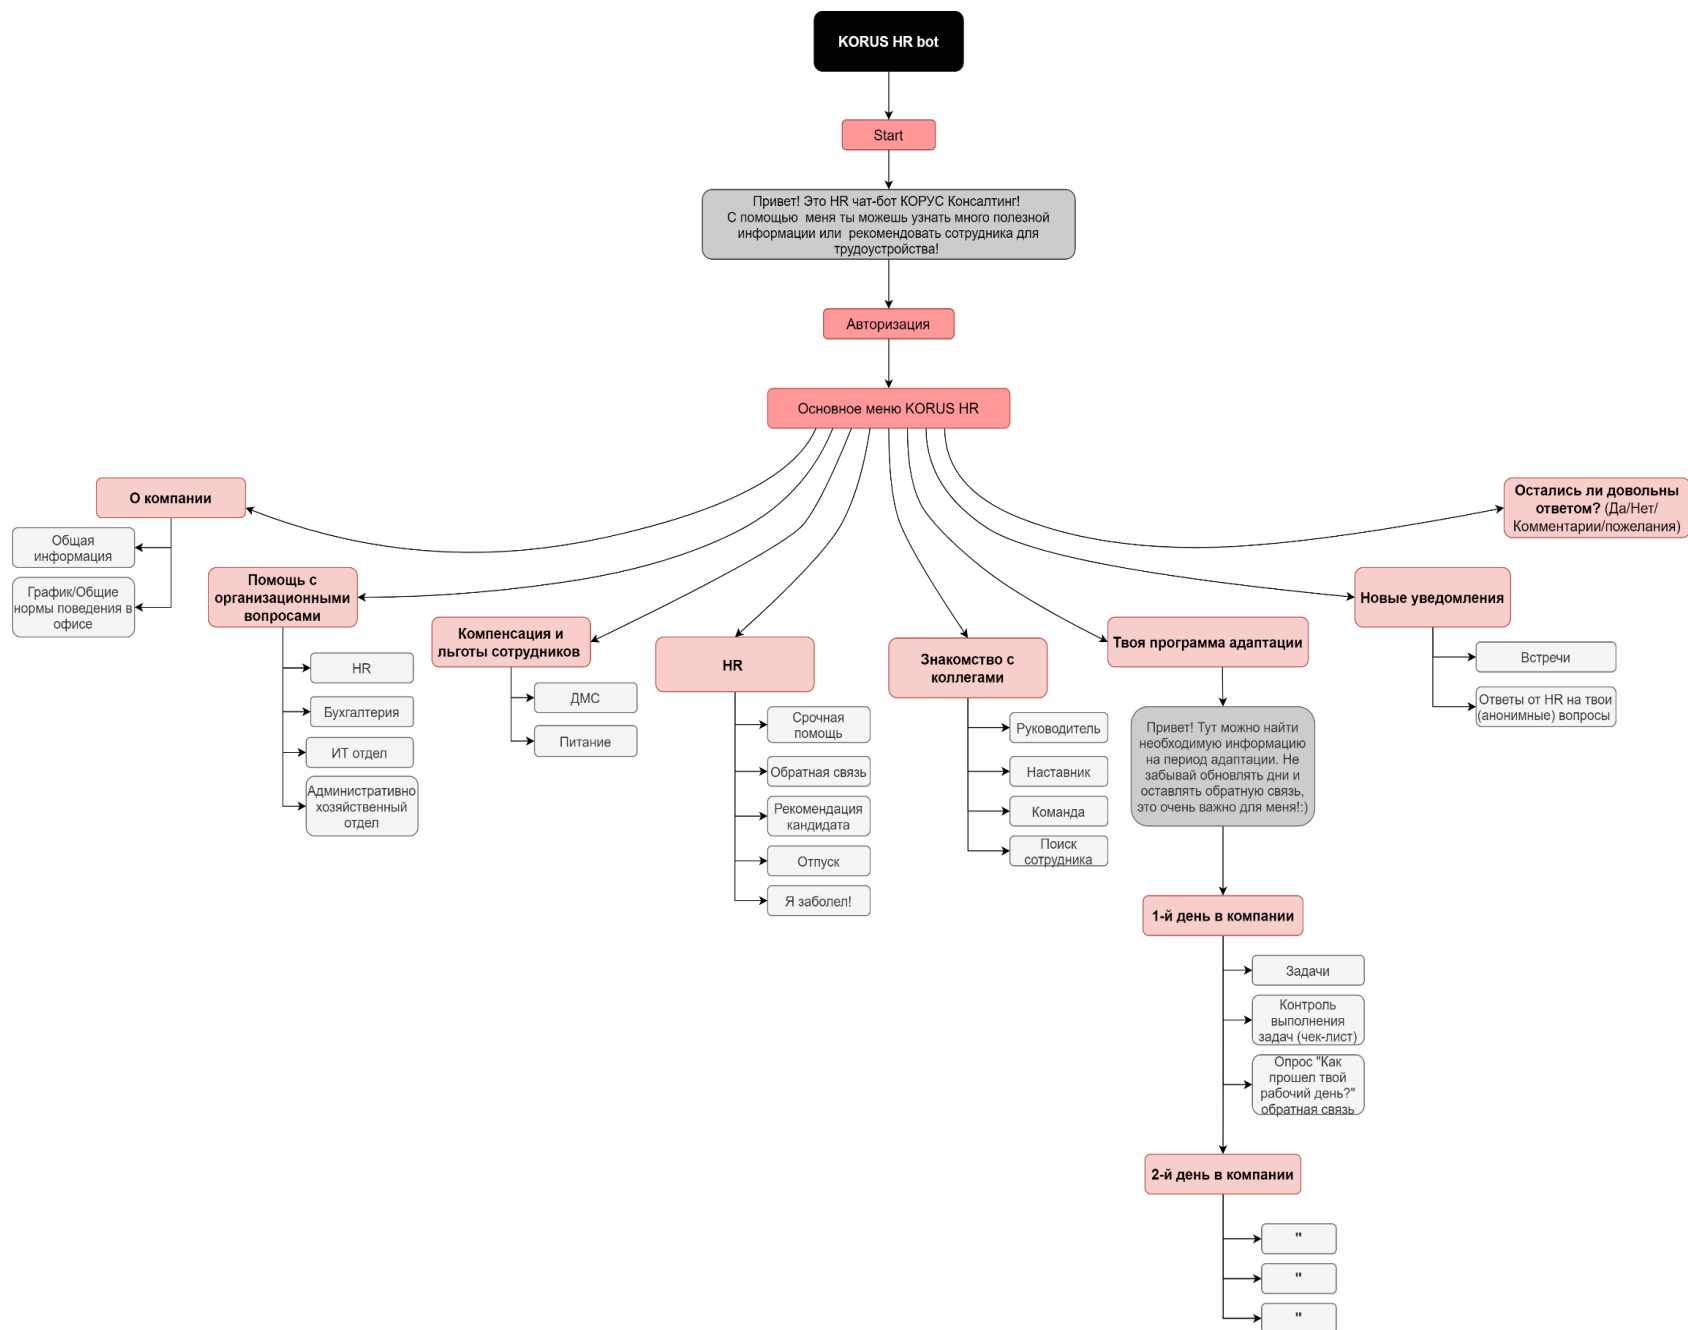 KORUS HR bot
Start
Привет! Это HR чат-бот КОРУС Консалтинг!
С помощью меня ты можешь узнать много полезной
информации или рекомендовать сотрудника для
трудоустройства!
Авторизация
Основное меню KORUS HR
О компании
Общая
информация
График/Общие
нормы поведения в
офисе
Помощь с
организационными
вопросами
HR
Бухгалтерия
ИТ отдел
Административно
хозяйственный
отдел
Компенсация и
льготы сотрудников
ДМС
Питание
HR
Срочная
помощь
Обратная связь
Рекомендация
кандидата
Отпуск
Я заболел!
Знакомство с
коллегами
Руководитель
Наставник
Команда
Поиск
сотрудника
Твоя программа адаптации
Привет! Тут можно найти
необходимую информацию
на период адаптации. Не
забывай обновлять дни и
оставлять обратную связь,
это очень важно для меня!:)
1-й день в компании
Задачи
Контроль
выполнения
задач (чек-лист)
Опрос "Как
прошел твой
рабочий день?"
обратная связь
2-й день в компании
"
"
"
Новые уведомления
Встречи
Ответы от HR на твои
(анонимные) вопросы
Остались ли довольны
ответом? (Да/Нет/
Комментарии/пожелания)